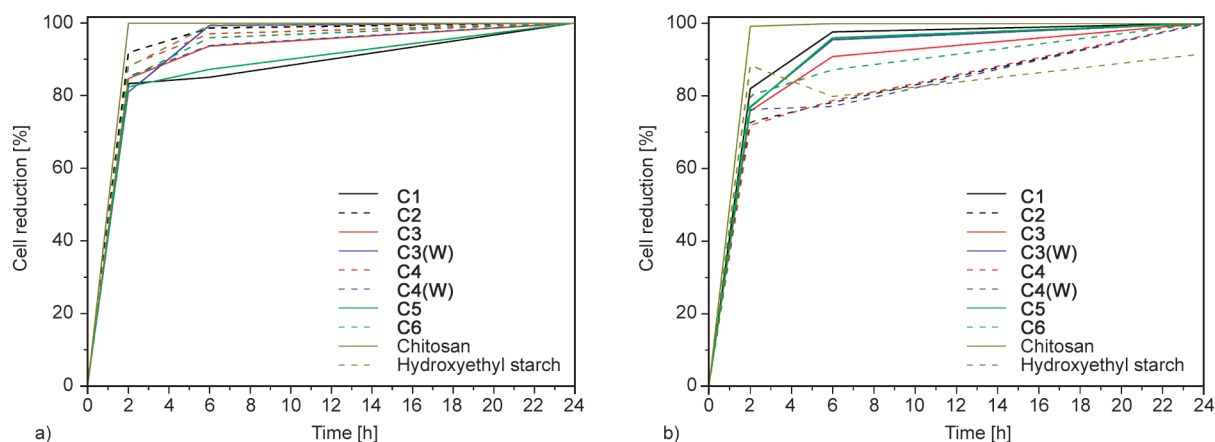 100
80
60
40
20
0
Cell reduction [%]
C1
C2
C3
C3(W)
C4
C4(W)
C5
C6
Chitosan
Hydroxyethyl starch
0 2 4 6 8 10 12 14 16 18 20 22 24
a) Time [h]
100
80
60
40
20
0
Cell reduction [%]
C1
C2
C3
C3(W)
C4
C4(W)
C5
C6
Chitosan
Hydroxyethyl starch
0 2 4 6 8 10 12 14 16 18 20 22 24
b) Time [h]